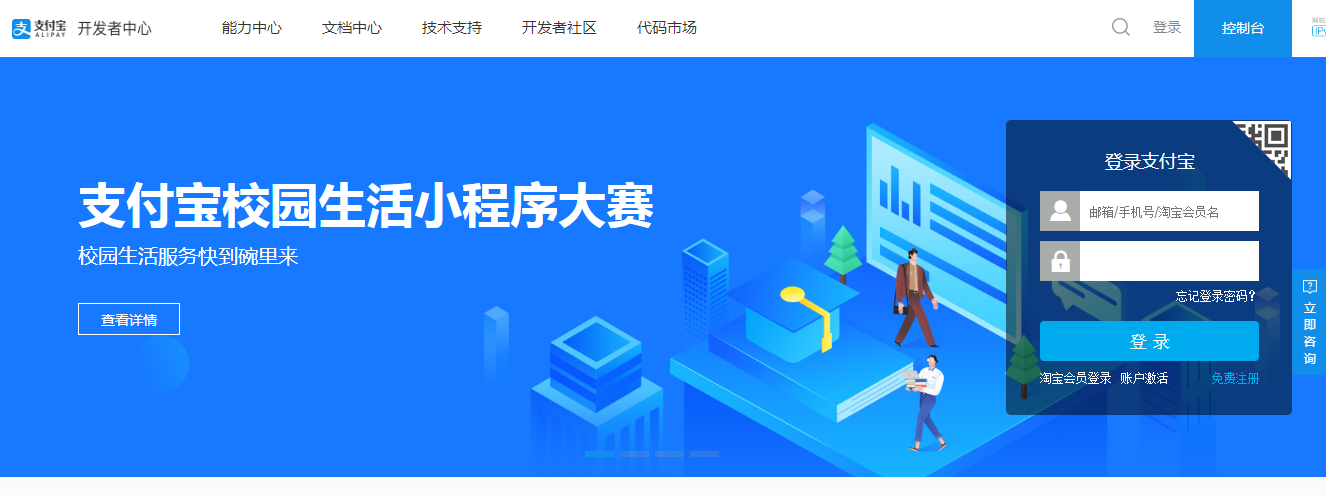 支付宝 ALIPAY 开发者中心 能力中心 文档中心 技术支持 开发者社区 代码市场 登录 控制台
支付宝校园生活小程序大赛
校园生活服务快到碗里来
查看详情
登录支付宝
邮箱/手机号/淘宝会员名
忘记登录密码?
登 录
淘宝会员登录 账户激活 免费注册
立即咨询